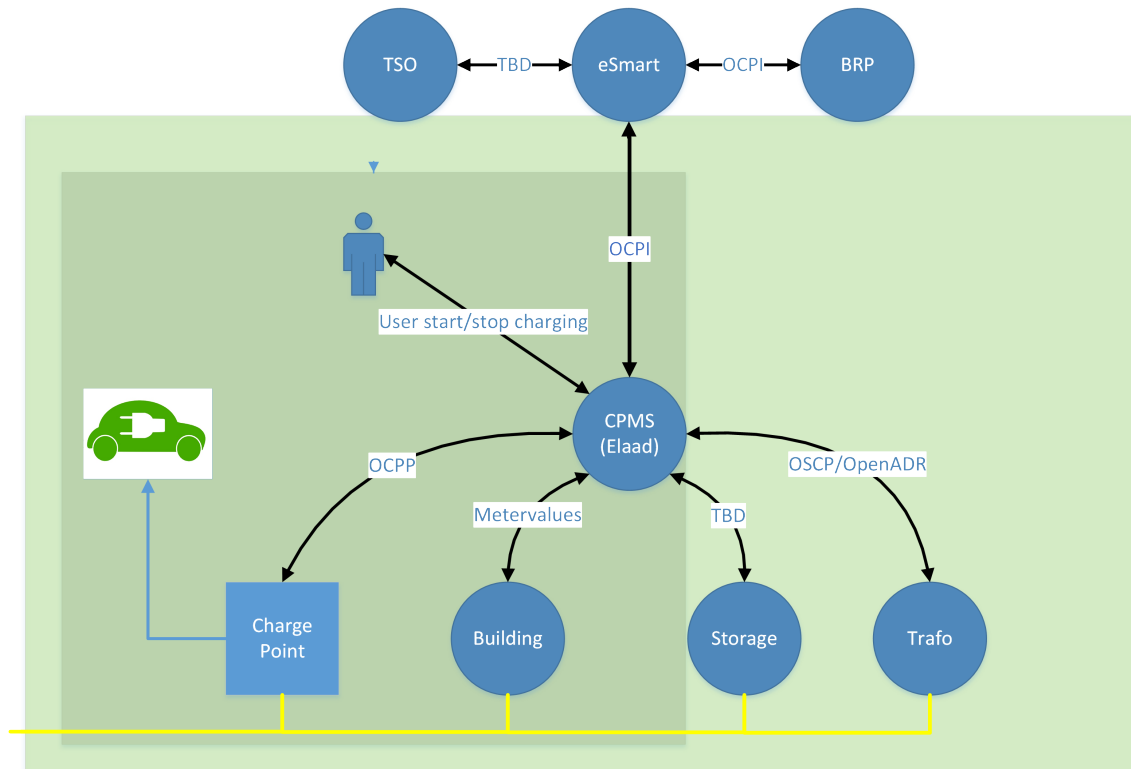 TSO
TBD
eSmart
OCPI
BRP
OCPI
User start/stop charging
CPMS
(Elaad)
OCPP
OSCP/OpenADR
Metervalues
TBD
Charge
Point
Building
Storage
Trafo